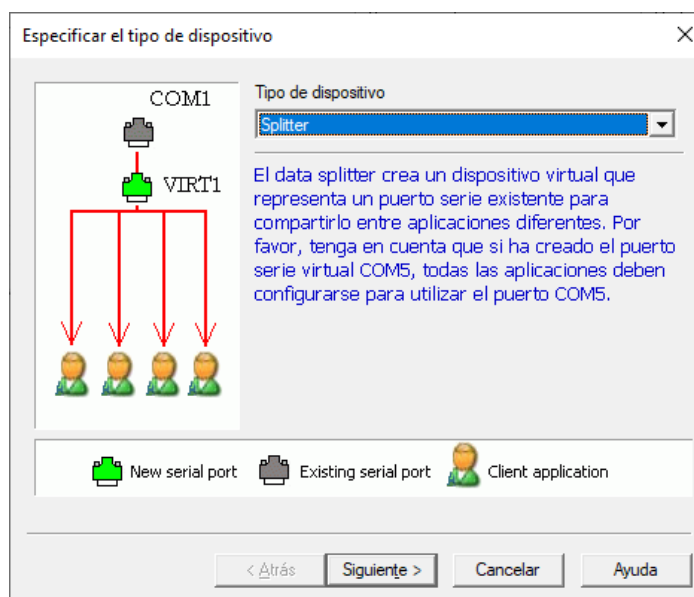 Especificar el tipo de dispositivo
COM1
VIRT1
Tipo de dispositivo
Splitter
El data splitter crea un dispositivo virtual que
representa un puerto serie existente para
compartirlo entre aplicaciones diferentes. Por
favor, tenga en cuenta que si ha creado el puerto
serie virtual COM5, todas las aplicaciones deben
configurarse para utilizar el puerto COM5.
New serial port Existing serial port Client application
< Atrás Siguiente > Cancelar Ayuda